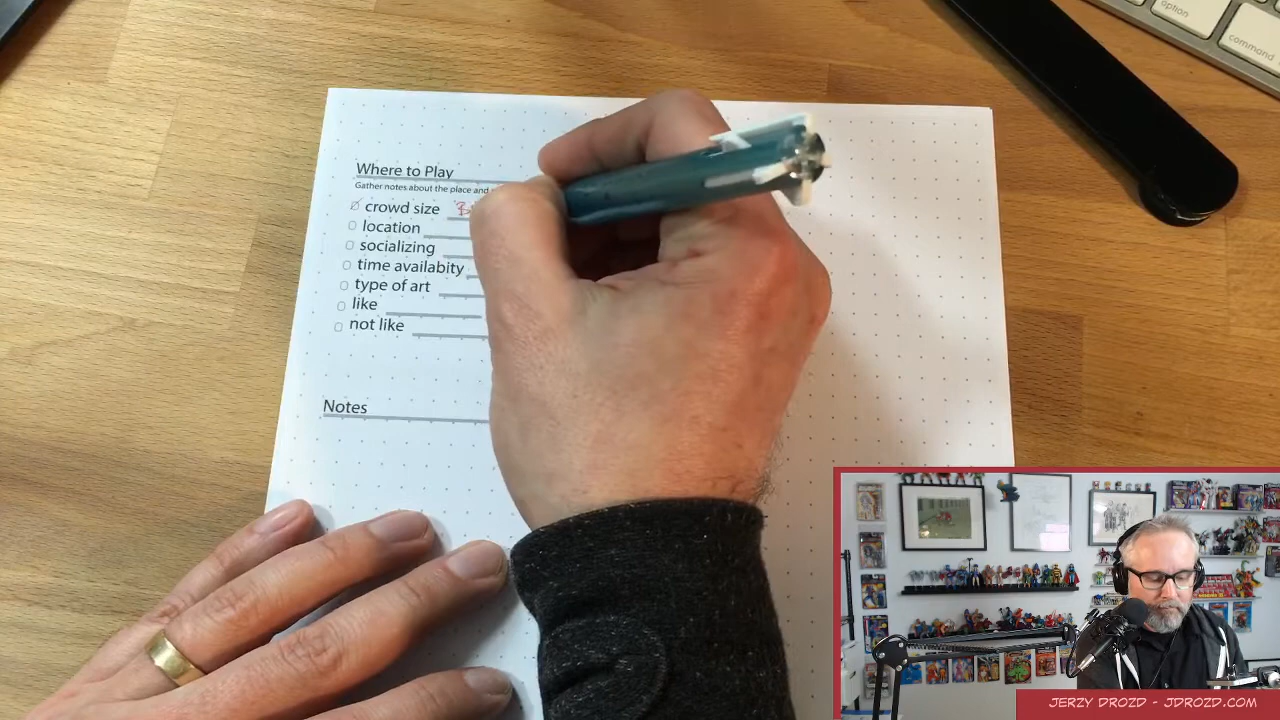 option
command
Where to Play
Gather notes about the place and
crowd size
location
socializing
time availabity
type of art
like
not like
Notes
JERZY DROZD - JDROZD.COM